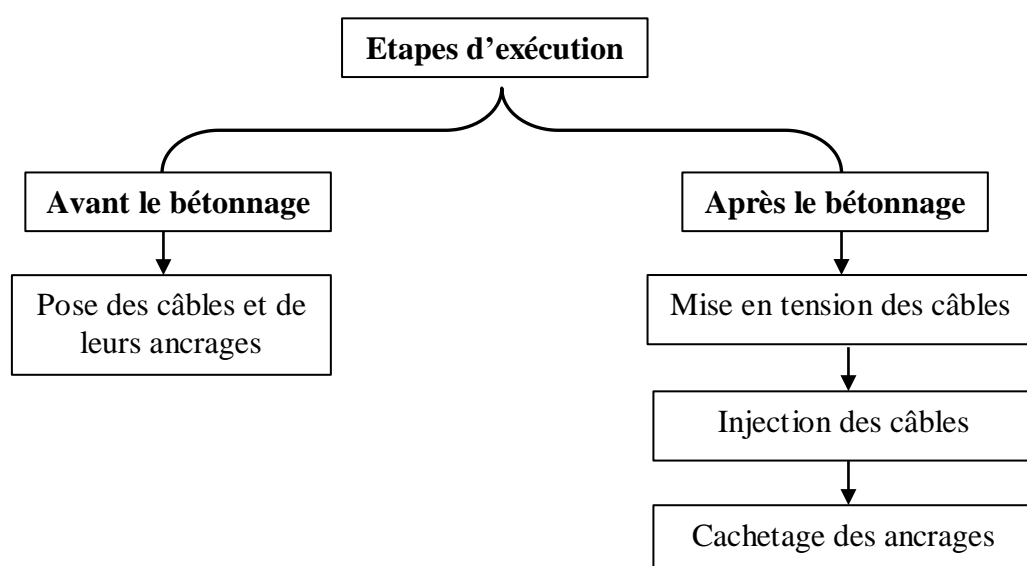 Etapes d’exécution
Avant le bétonnage
Après le bétonnage
Pose des câbles et de
leurs ancrages
Mise en tension des câbles
Injection des câbles
Cachetage des ancrages